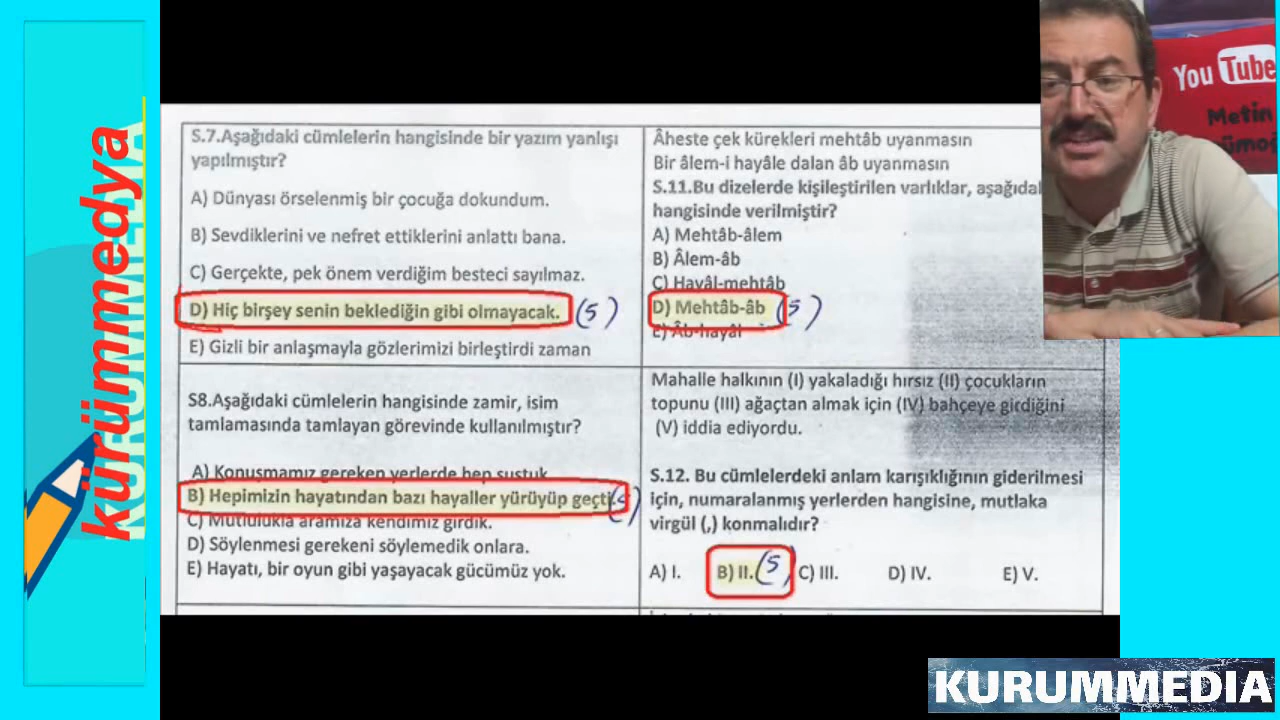 kürümmedya
KURUMMEDYA
S.7.Aşağıdaki cümlelerin hangisinde bir yazım yanlışı
yapılmıştır?
A) Dünyası örselenmiş bir çocuğa dokundum.
B) Sevdiklerini ve nefret ettiklerini anlattı bana.
C) Gerçekte, pek önem verdiğim besteci sayılmaz.
D) Hiç birşey senin beklediğin gibi olmayacak. (5)
E) Gizli bir anlaşmayla gözlerimizi birleştirdi zaman
S8.Aşağıdaki cümlelerin hangisinde zamir, isim
tamlamasında tamlayan görevinde kullanılmıştır?
A) Konuşmamız gereken yerlerde hep sustuk
B) Hepimizin hayatından bazı hayaller yürüyüp geçti.
C) Mutlulukla aramıza kendimiz girdik.
D) Söylenmesi gerekeni söylemedik onlara.
E) Hayatı, bir oyun gibi yaşayacak gücümüz yok.
Âheste çek kürekleri mehtâb uyanmasın
Bir âlem-i hayâle dalan âb uyanmasın
S.11.Bu dizelerde kişileştirilen varlıklar,
hangisinde verilmiştir?
A) Mehtâb-âlem
B) Âlem-âb
C) Hayâl-mehtâb
D) Mehtâb-âb (5)
E) Âb-hayâl
Mahalle halkının (I) yakaladığı hırsız (II) çocukların
topunu (III) ağaçtan almak için (IV) bahçeye girdiğini
(V) iddia ediyordu.
S.12. Bu cümlelerdeki anlam karışıklığının giderilmesi
için, numaralanmış yerlerden hangisine, mutlaka
virgül (,) konmalıdır?
A) I. B) II. (5) C) III. D) IV. E) V.
You Tube
Metin
KURUMMEDIA